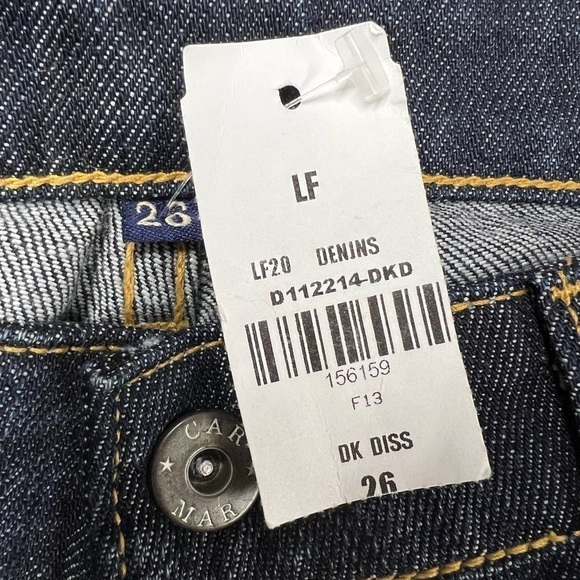 LF
26
LF20 DENINS
D112214-DKD
156159
F13
DK DISS
26
CAR
MAR